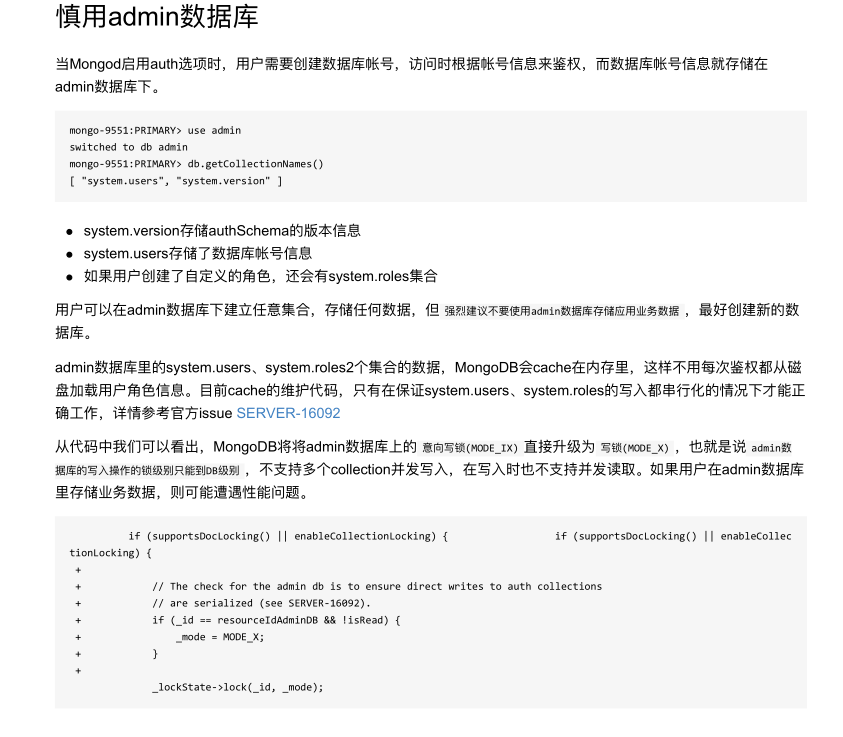 慎用admin数据库
当Mongod启用auth选项时，用户需要创建数据库帐号，访问时根据帐号信息来鉴权，而数据库帐号信息就存储在
admin数据库下。
mongo-9551:PRIMARY> use admin
switched to db admin
mongo-9551:PRIMARY> db.getCollectionNames()
[ "system.users", "system.version" ]
● system.version存储authSchema的版本信息
● system.users存储了数据库帐号信息
● 如果用户创建了自定义的角色，还会有system.roles集合
用户可以在admin数据库下建立任意集合，存储任何数据，但 强烈建议不要使用admin数据库存储应用业务数据 ，最好创建新的数
据库。
admin数据库里的system.users、system.roles2个集合的数据，MongoDB会cache在内存里，这样不用每次鉴权都从磁
盘加载用户角色信息。目前cache的维护代码，只有在保证system.users、system.roles的写入都串行化的情况下才能正
确工作，详情参考官方issue SERVER-16092
从代码中我们可以看出，MongoDB将将admin数据库上的 意向写锁(MODE_IX) 直接升级为 写锁(MODE_X) ，也就是说 admin数
据库的写入操作的锁级别只能到DB级别 ，不支持多个collection并发写入，在写入时也不支持并发读取。如果用户在admin数据库
里存储业务数据，则可能遭遇性能问题。
if (supportsDocLocking() || enableCollectionLocking) { if (supportsDocLocking() || enableCollec
tionLocking) {
+
+ // The check for the admin db is to ensure direct writes to auth collections
+ // are serialized (see SERVER-16092).
+ if (_id == resourceIdAdminDB && !isRead) {
+ _mode = MODE_X;
+ }
+
_lockState->lock(_id, _mode);